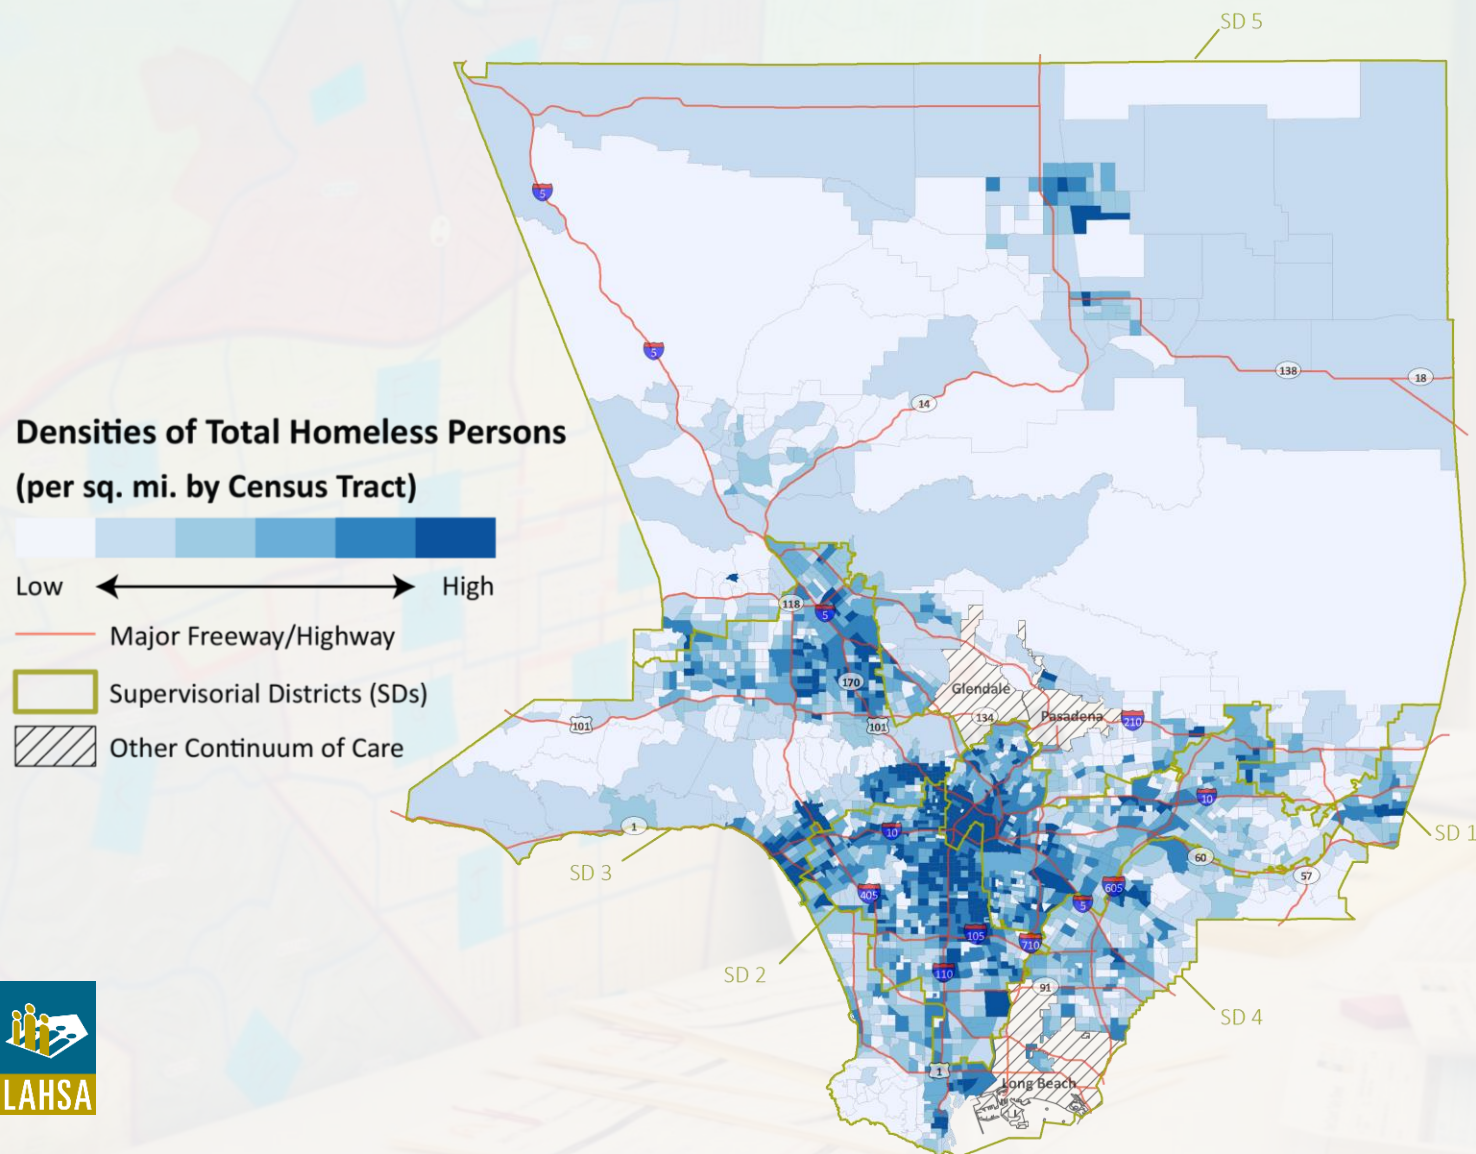 SD 5
5
5
14
138
18
Densities of Total Homeless Persons
(per sq. mi. by Census Tract)
Low
High
Major Freeway/Highway
Supervisorial Districts (SDs)
Other Continuum of Care
118
5
170
Glendale
134
Pasadena
210
101
101
10
10
1
SD 3
SD 1
60
57
405
605
5
105
710
SD 2
110
91
SD 4
1
Long Beach
LAHSA